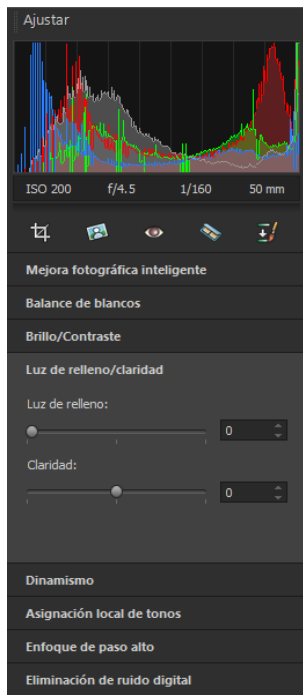 Ajustar
ISO 200 f/4.5 1/160 50 mm
Mejora fotográfica inteligente
Balance de blancos
Brillo/Contraste
Luz de relleno/claridad
Luz de relleno:
0
Claridad:
0
Dinamismo
Asignación local de tonos
Enfoque de paso alto
Eliminación de ruido digital